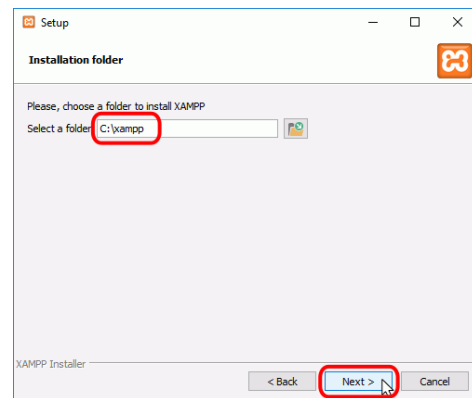 Setup
Installation folder
Please, choose a folder to install XAMPP
Select a folder C:\xampp
XAMPP Installer
< Back Next > Cancel